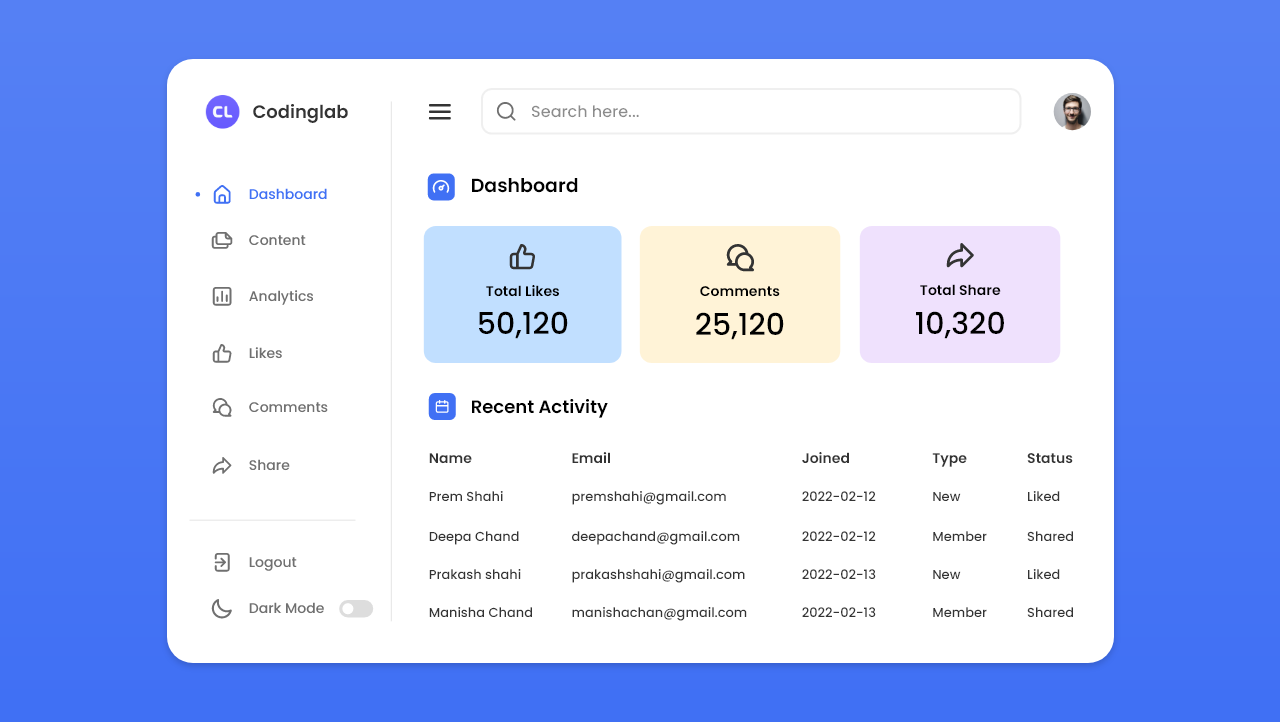 CL Codinglab
Search here...
Dashboard
Content
Analytics
Likes
Comments
Share
Logout
Dark Mode
Dashboard
Total Likes
50,120
Comments
25,120
Total Share
10,320
Recent Activity
Name Email Joined Type Status
Prem Shahi premshahi@gmail.com 2022-02-12 New Liked
Deepa Chand deepachand@gmail.com 2022-02-12 Member Shared
Prakash shahi prakashshahi@gmail.com 2022-02-13 New Liked
Manisha Chand manishachan@gmail.com 2022-02-13 Member Shared